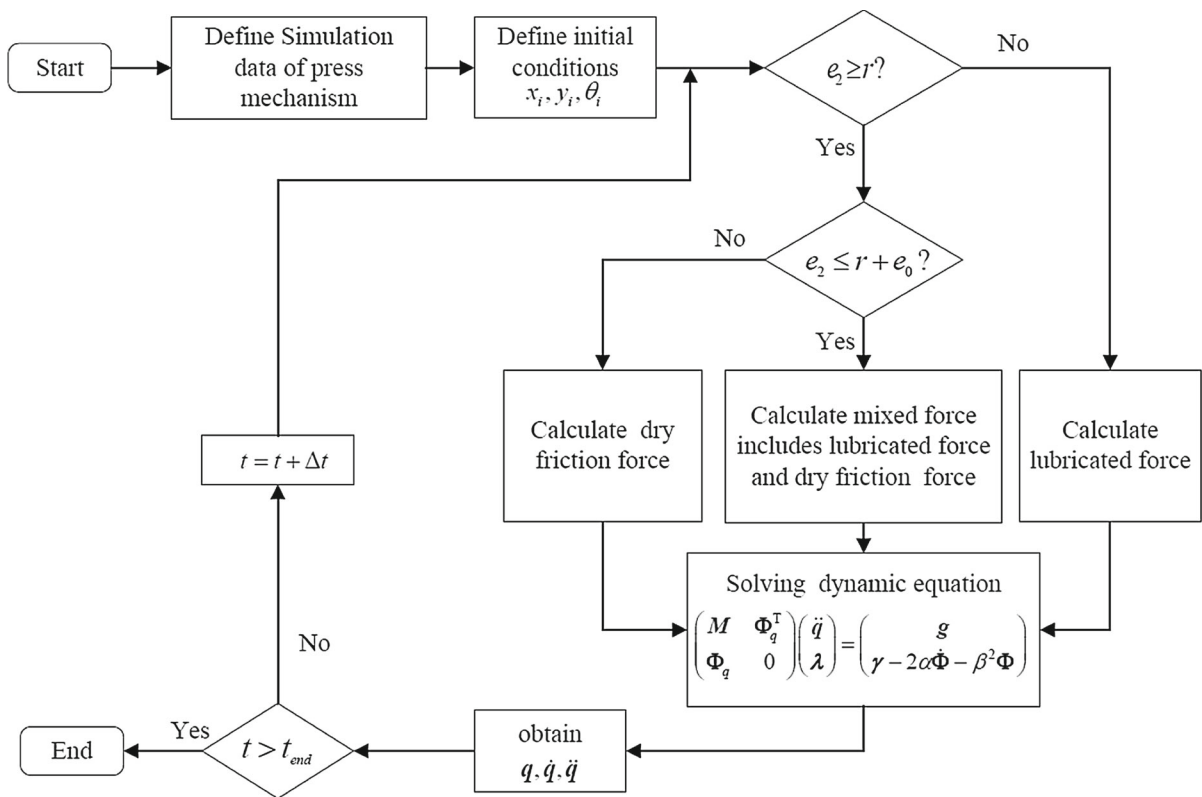 Start
Define Simulation
data of press
mechanism
Define initial
conditions
x_i, y_i, θ_i
e_2 ≥ r?
No
Yes
e_2 ≤ r + e_0?
No
Yes
Calculate dry
friction force
Calculate mixed force
includes lubricated force
and dry friction force
Calculate
lubricated force
Solving dynamic equation
(M Φ_q^T; Φ_q 0)(q̈; λ) = (g; γ − 2αΦ̇ − β²Φ)
obtain
q, q̇, q̈
t > t_end
No
t = t + Δt
Yes
End